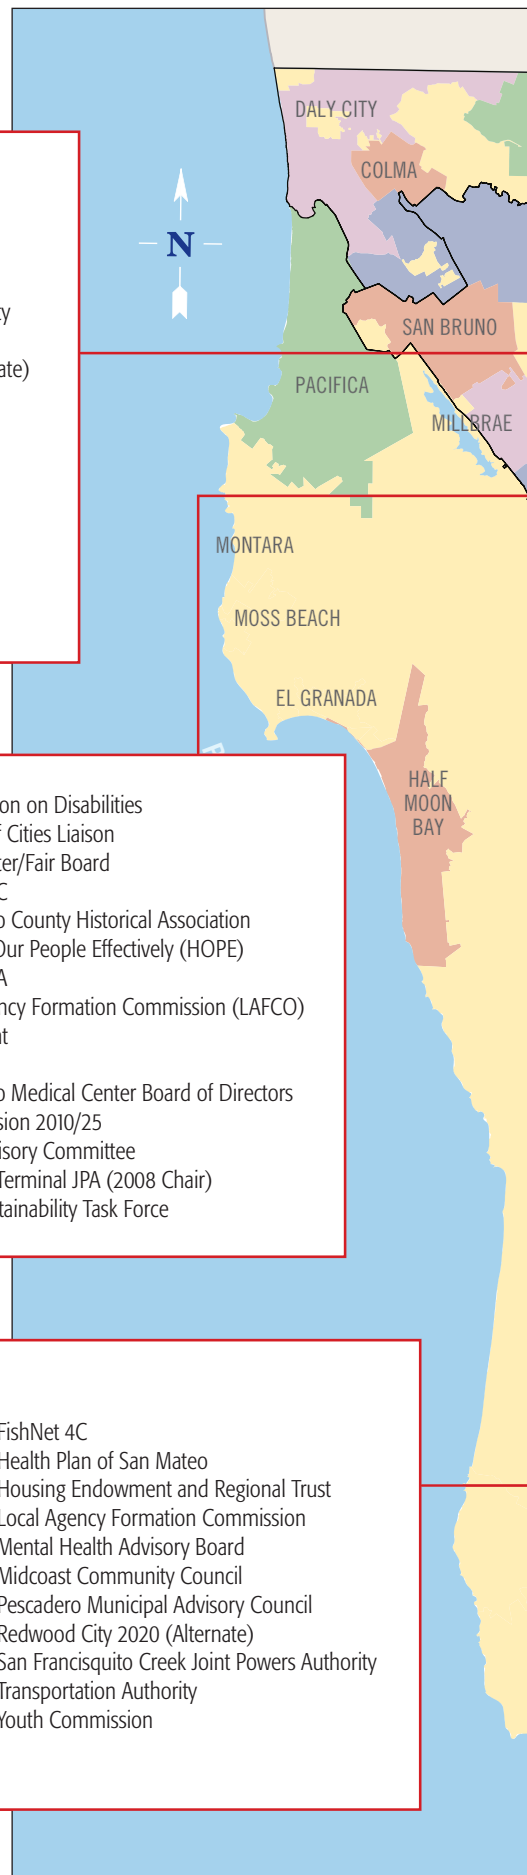 DALY CITY
COLMA
N
SAN BRUNO
PACIFICA
MILLBRAE
MONTARA
MOSS BEACH
EL GRANADA
HALF
MOON
BAY
ate)
on on Disabilities
Cities Liaison
ter/Fair Board
C
o County Historical Association
Our People Effectively (HOPE)
A
ncy Formation Commission (LAFCO)
nt
o Medical Center Board of Directors
sion 2010/25
isory Committee
Terminal JPA (2008 Chair)
tainability Task Force
FishNet 4C
Health Plan of San Mateo
Housing Endowment and Regional Trust
Local Agency Formation Commission
Mental Health Advisory Board
Midcoast Community Council
Pescadero Municipal Advisory Council
Redwood City 2020 (Alternate)
San Francisquito Creek Joint Powers Authority
Transportation Authority
Youth Commission